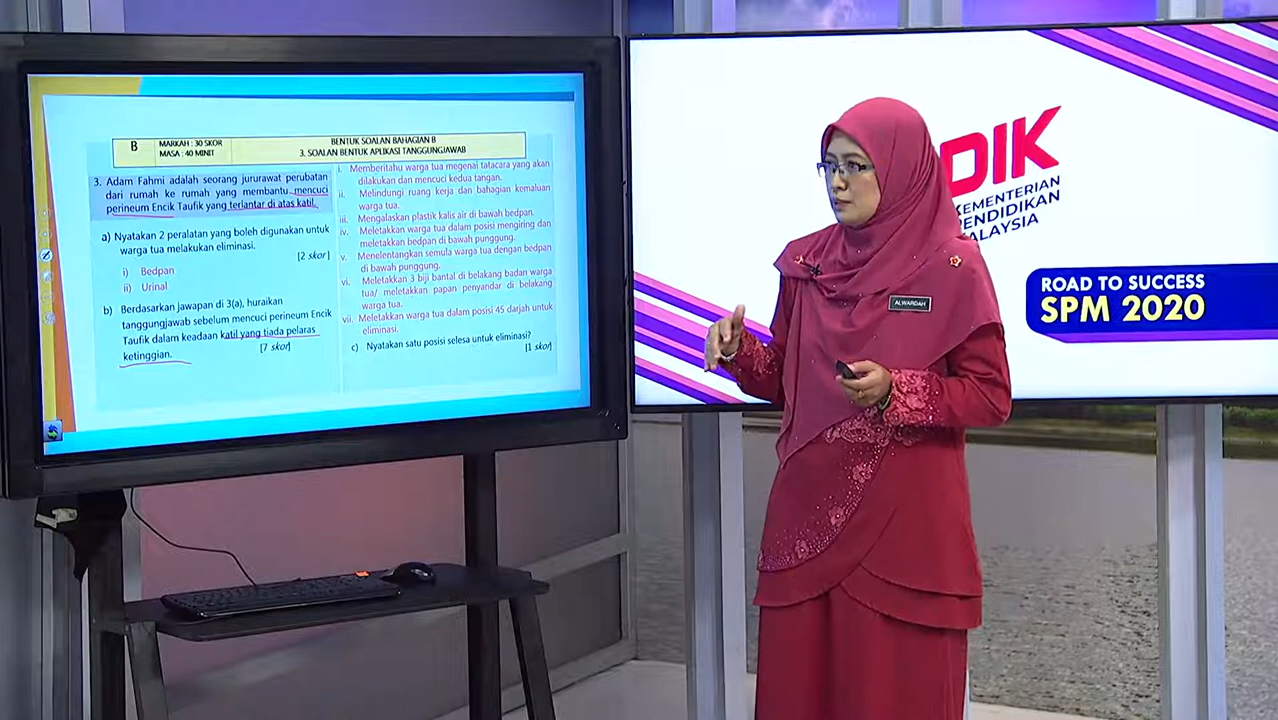 B
MARKAH : 30 SKOR
MASA : 40 MINIT
BENTUK SOALAN BAHAGIAN B
3. SOALAN BENTUK APLIKASI TANGGUNGJAWAB
3. Adam Fahmi adalah seorang jururawat perubatan
dari rumah ke rumah yang membantu mencuci
perineum Encik Taufik yang terlantar di atas katil.
a) Nyatakan 2 peralatan yang boleh digunakan untuk
warga tua melakukan eliminasi.
[2 skor]
i) Bedpan
ii) Urinal
b) Berdasarkan jawapan di 3(a), huraikan
tanggungjawab sebelum mencuci perineum Encik
Taufik dalam keadaan katil yang tiada pelaras
ketinggian.
[7 skor]
i. Memberitahu warga tua megenai tatacara yang akan
dilakukan dan mencuci kedua tangan.
ii. Melindungi ruang kerja dan bahagian kemaluan
warga tua.
iii. Mengalaskan plastik kalis air di bawah bedpan.
iv. Meletakkan warga tua dalam posisi mengiring dan
meletakkan bedpan di bawah punggung.
v. Menelentangkan semula warga tua dengan bedpan
di bawah punggung.
vi. Meletakkan 3 biji bantal di belakang badan warga
tua/ meletakkan papan penyandar di belakang
warga tua.
vii. Meletakkan warga tua dalam posisi 45 darjah untuk
eliminasi.
c) Nyatakan satu posisi selesa untuk eliminasi?
[1 skor]
DIK
KEMENTERIAN
PENDIDIKAN
MALAYSIA
ROAD TO SUCCESS
SPM 2020
ALWARDAH